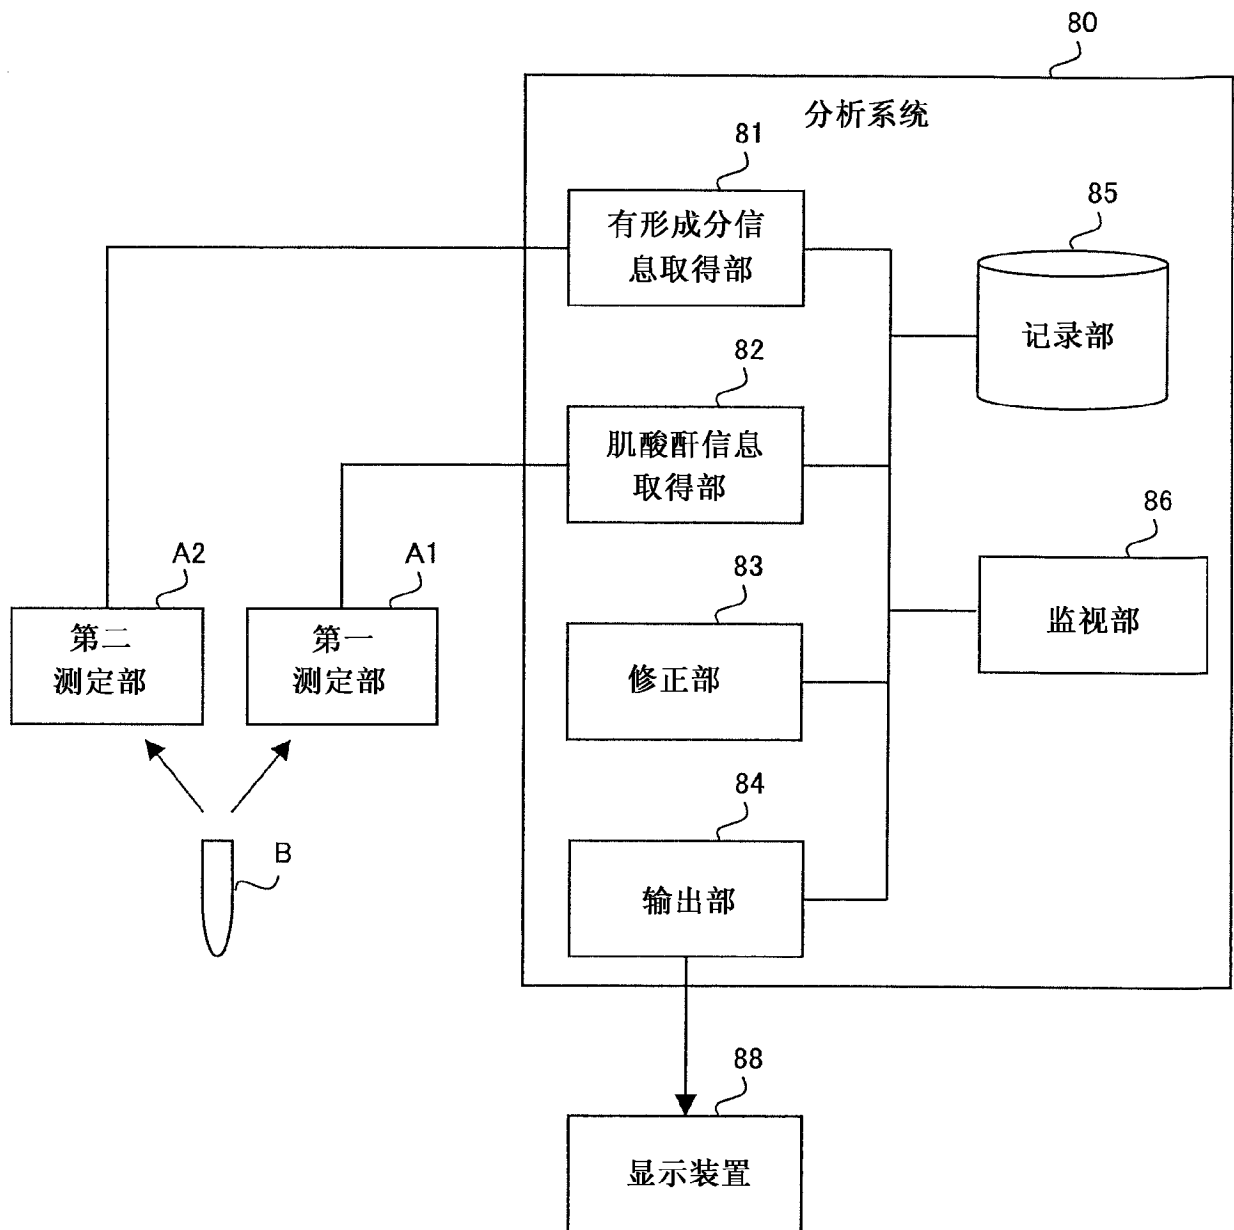 80
分析系统
81
有形成分信
息取得部
85
记录部
82
肌酸酐信息
取得部
86
监视部
A2
第二
测定部
A1
第一
测定部
83
修正部
84
输出部
B
88
显示装置